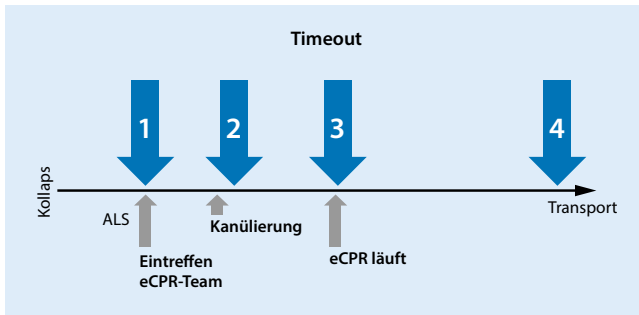 Timeout
1 2 3 4
Kollaps
ALS
Transport
Kanülierung
Eintreffen
eCPR-Team
eCPR läuft